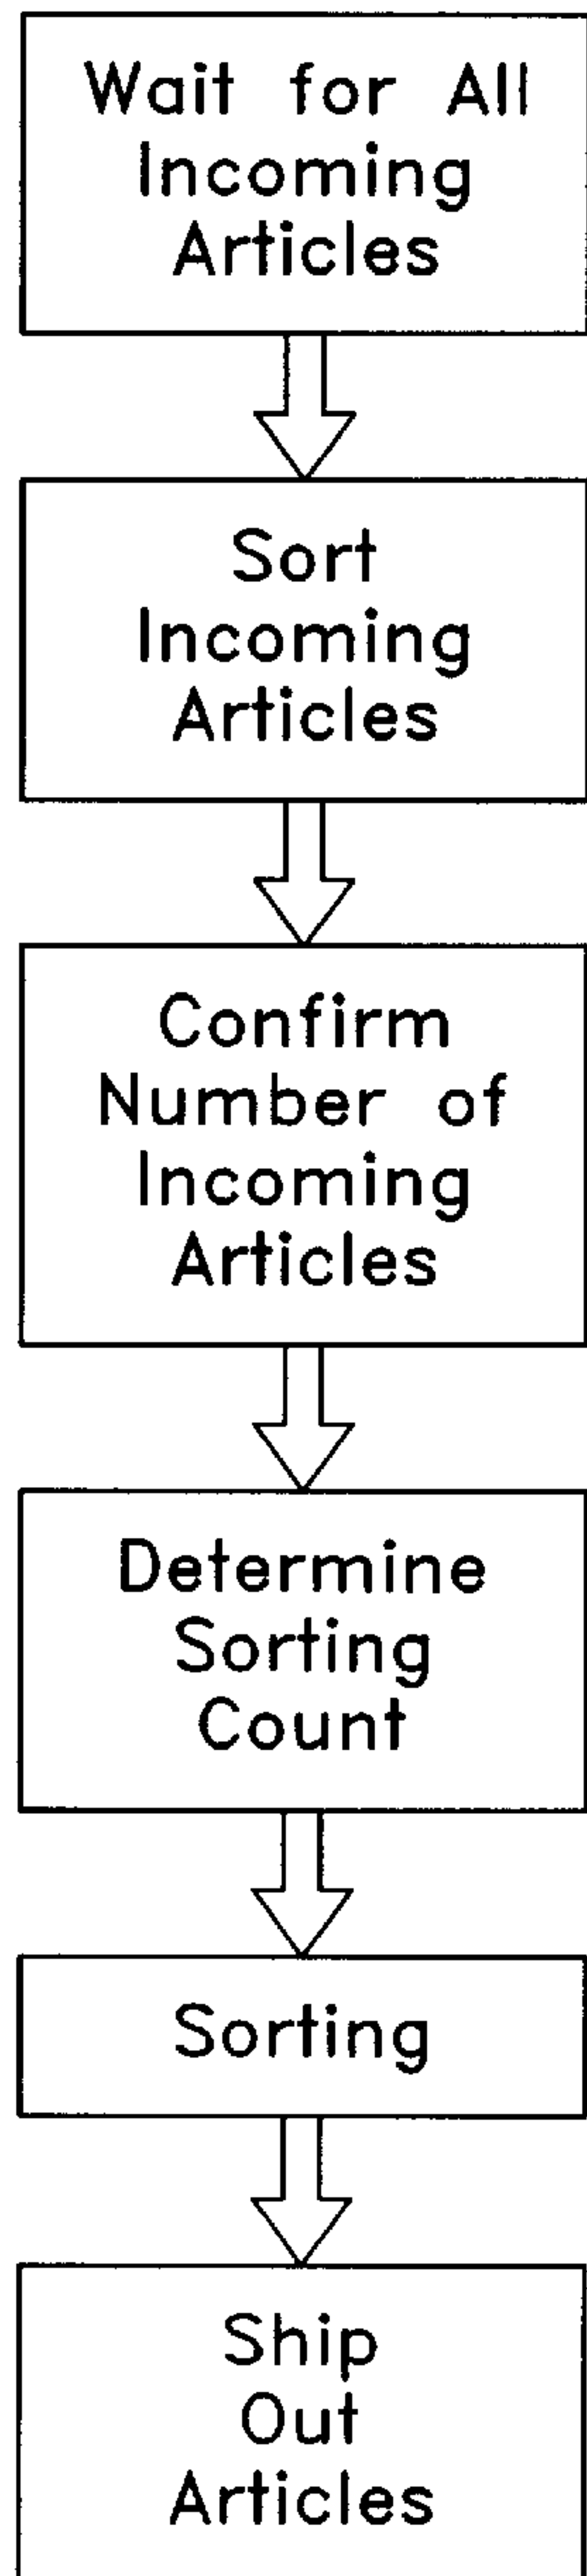 Wait for All
Incoming
Articles
Sort
Incoming
Articles
Confirm
Number of
Incoming
Articles
Determine
Sorting
Count
Sorting
Ship
Out
Articles